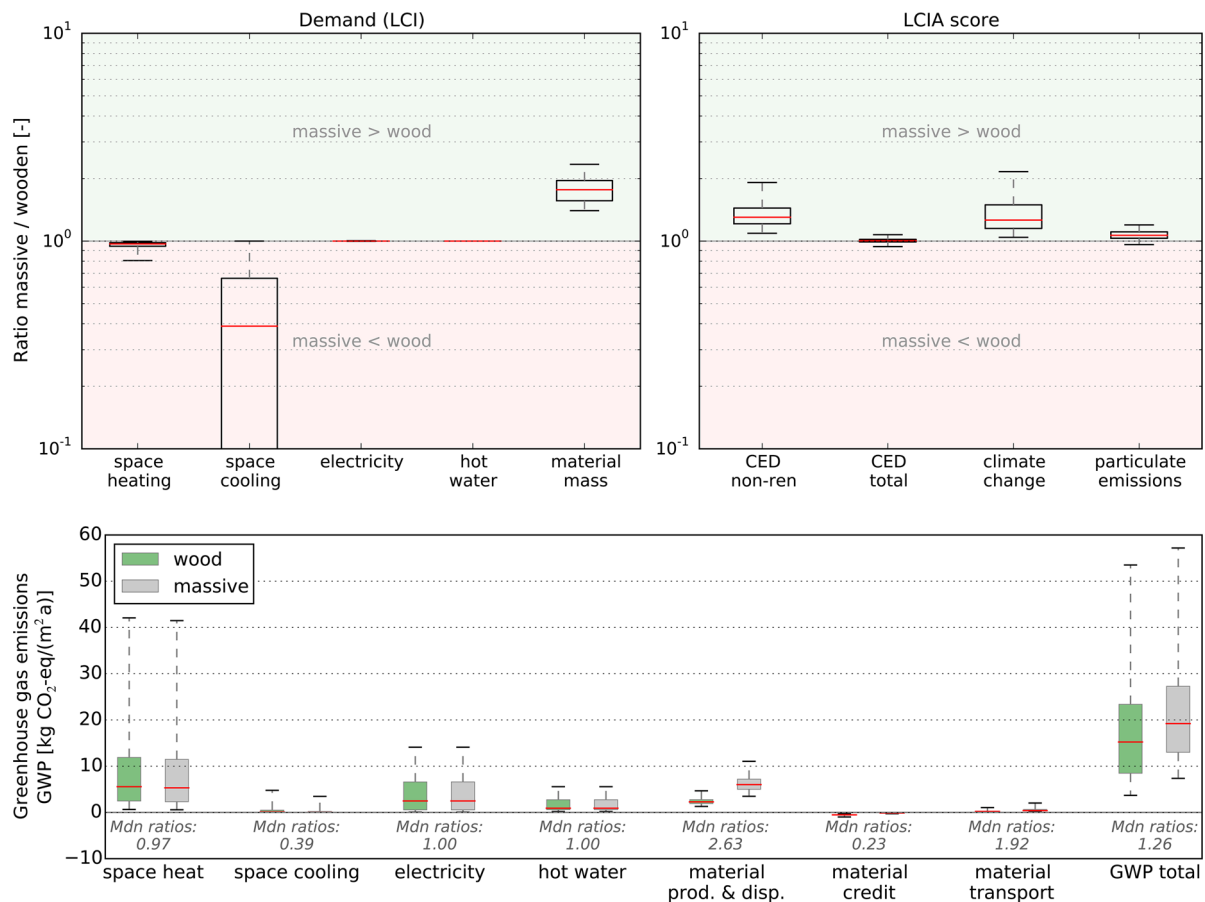 Demand (LCI)
LCIA score
Ratio massive / wooden [-]
10^1
10^0
10^-1
massive > wood
massive < wood
space heating
space cooling
electricity
hot water
material mass
10^1
10^0
10^-1
massive > wood
massive < wood
CED non-ren
CED total
climate change
particulate emissions
Greenhouse gas emissions
GWP [kg CO₂-eq/(m² a)]
60
50
40
30
20
10
0
−10
wood
massive
Mdn ratios:
0.97
Mdn ratios:
0.39
Mdn ratios:
1.00
Mdn ratios:
1.00
Mdn ratios:
2.63
Mdn ratios:
0.23
Mdn ratios:
1.92
Mdn ratios:
1.26
space heat
space cooling
electricity
hot water
material
prod. & disp.
material
credit
material
transport
GWP total